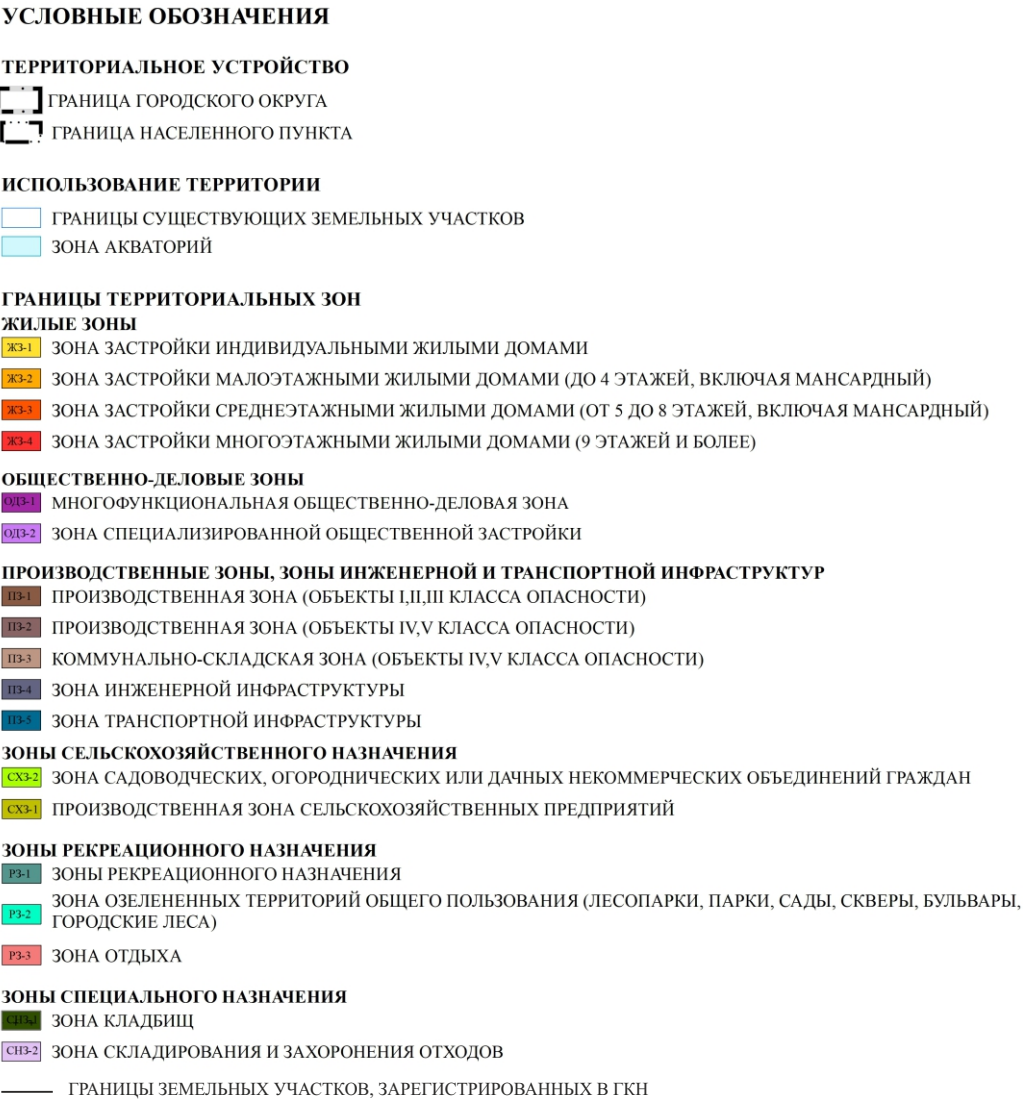 УСЛОВНЫЕ ОБОЗНАЧЕНИЯ
ТЕРРИТОРИАЛЬНОЕ УСТРОЙСТВО
ГРАНИЦА ГОРОДСКОГО ОКРУГА
ГРАНИЦА НАСЕЛЕННОГО ПУНКТА
ИСПОЛЬЗОВАНИЕ ТЕРРИТОРИИ
ГРАНИЦЫ СУЩЕСТВУЮЩИХ ЗЕМЕЛЬНЫХ УЧАСТКОВ
ЗОНА АКВАТОРИЙ
ГРАНИЦЫ ТЕРРИТОРИАЛЬНЫХ ЗОН
ЖИЛЫЕ ЗОНЫ
ЖЗ-1 ЗОНА ЗАСТРОЙКИ ИНДИВИДУАЛЬНЫМИ ЖИЛЫМИ ДОМАМИ
ЖЗ-2 ЗОНА ЗАСТРОЙКИ МАЛОЭТАЖНЫМИ ЖИЛЫМИ ДОМАМИ (ДО 4 ЭТАЖЕЙ, ВКЛЮЧАЯ МАНСАРДНЫЙ)
ЖЗ-3 ЗОНА ЗАСТРОЙКИ СРЕДНЕЭТАЖНЫМИ ЖИЛЫМИ ДОМАМИ (ОТ 5 ДО 8 ЭТАЖЕЙ, ВКЛЮЧАЯ МАНСАРДНЫЙ)
ЖЗ-4 ЗОНА ЗАСТРОЙКИ МНОГОЭТАЖНЫМИ ЖИЛЫМИ ДОМАМИ (9 ЭТАЖЕЙ И БОЛЕЕ)
ОБЩЕСТВЕННО-ДЕЛОВЫЕ ЗОНЫ
ОДЗ-1 МНОГОФУНКЦИОНАЛЬНАЯ ОБЩЕСТВЕННО-ДЕЛОВАЯ ЗОНА
ОДЗ-2 ЗОНА СПЕЦИАЛИЗИРОВАННОЙ ОБЩЕСТВЕННОЙ ЗАСТРОЙКИ
ПРОИЗВОДСТВЕННЫЕ ЗОНЫ, ЗОНЫ ИНЖЕНЕРНОЙ И ТРАНСПОРТНОЙ ИНФРАСТРУКТУР
ПЗ-1 ПРОИЗВОДСТВЕННАЯ ЗОНА (ОБЪЕКТЫ I,II,III КЛАССА ОПАСНОСТИ)
ПЗ-2 ПРОИЗВОДСТВЕННАЯ ЗОНА (ОБЪЕКТЫ IV,V КЛАССА ОПАСНОСТИ)
ПЗ-3 КОММУНАЛЬНО-СКЛАДСКАЯ ЗОНА (ОБЪЕКТЫ IV,V КЛАССА ОПАСНОСТИ)
ПЗ-4 ЗОНА ИНЖЕНЕРНОЙ ИНФРАСТРУКТУРЫ
ПЗ-5 ЗОНА ТРАНСПОРТНОЙ ИНФРАСТРУКТУРЫ
ЗОНЫ СЕЛЬСКОХОЗЯЙСТВЕННОГО НАЗНАЧЕНИЯ
СХЗ-2 ЗОНА САДОВОДЧЕСКИХ, ОГОРОДНИЧЕСКИХ ИЛИ ДАЧНЫХ НЕКОММЕРЧЕСКИХ ОБЪЕДИНЕНИЙ ГРАЖДАН
СХЗ-1 ПРОИЗВОДСТВЕННАЯ ЗОНА СЕЛЬСКОХОЗЯЙСТВЕННЫХ ПРЕДПРИЯТИЙ
ЗОНЫ РЕКРЕАЦИОННОГО НАЗНАЧЕНИЯ
РЗ-1 ЗОНЫ РЕКРЕАЦИОННОГО НАЗНАЧЕНИЯ
РЗ-2 ЗОНА ОЗЕЛЕНЕННЫХ ТЕРРИТОРИЙ ОБЩЕГО ПОЛЬЗОВАНИЯ (ЛЕСОПАРКИ, ПАРКИ, САДЫ, СКВЕРЫ, БУЛЬВАРЫ,
ГОРОДСКИЕ ЛЕСА)
РЗ-3 ЗОНА ОТДЫХА
ЗОНЫ СПЕЦИАЛЬНОГО НАЗНАЧЕНИЯ
ЗОНА КЛАДБИЩ
СНЗ-2 ЗОНА СКЛАДИРОВАНИЯ И ЗАХОРОНЕНИЯ ОТХОДОВ
ГРАНИЦЫ ЗЕМЕЛЬНЫХ УЧАСТКОВ, ЗАРЕГИСТРИРОВАННЫХ В ГКН